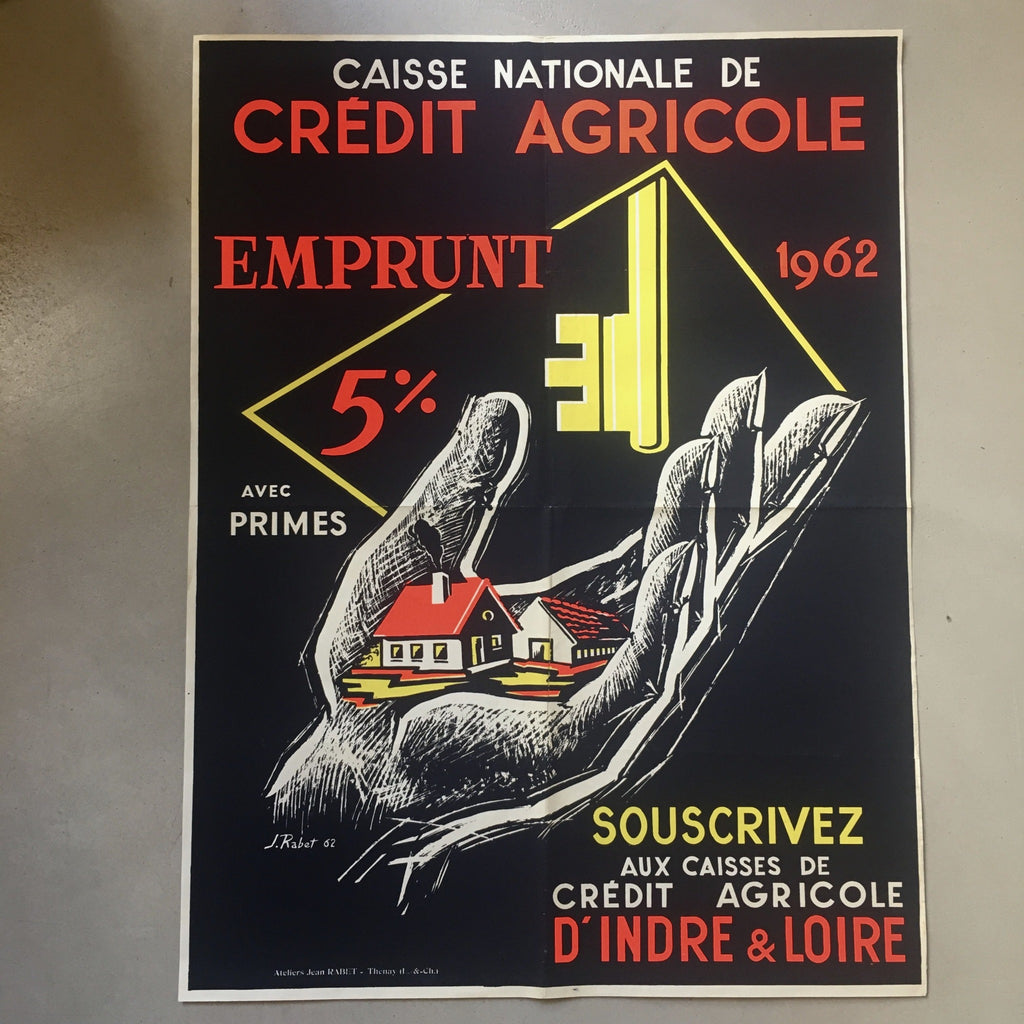 CAISSE NATIONALE DE
CRÉDIT AGRICOLE
EMPRUNT 1962
5%
AVEC
PRIMES
J. Rabet 62
SOUSCRIVEZ
AUX CAISSES DE
CRÉDIT AGRICOLE
D'INDRE & LOIRE
Ateliers Jean RABET - Thenay (L.-&-Ch.)